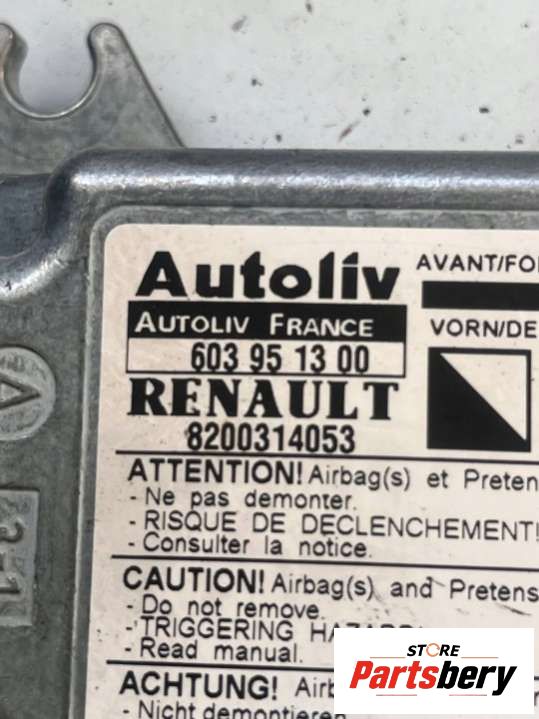 Autoliv
AVANT/FO
AUTOLIV FRANCE
VORN/DE
603 95 13 00
RENAULT
8200314053
ATTENTION! Airbag(s) et Preten
- Ne pas demonter.
- RISQUE DE DECLENCHEMENT!
- Consulter la notice.
CAUTION! Airbag(s) and Pretens
- Do not remove.
- TRIGGERING
- Read manual.
ACHTUNG!
- Nicht demontieren
STORE
Partsbery